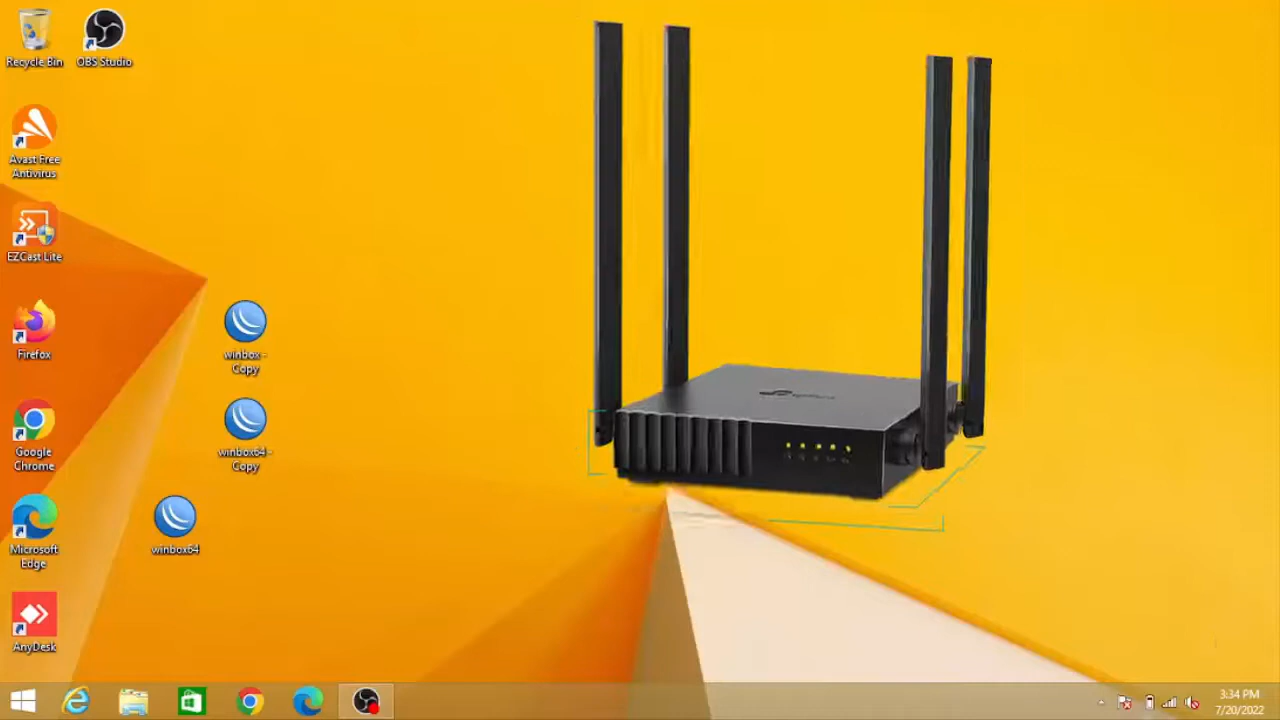 Recycle Bin
OBS Studio
Avast Free
Antivirus
EZCast Lite
Firefox
winbox -
Copy
Google
Chrome
winbox64 -
Copy
Microsoft
Edge
winbox64
AnyDesk
3:34 PM
7/20/2022